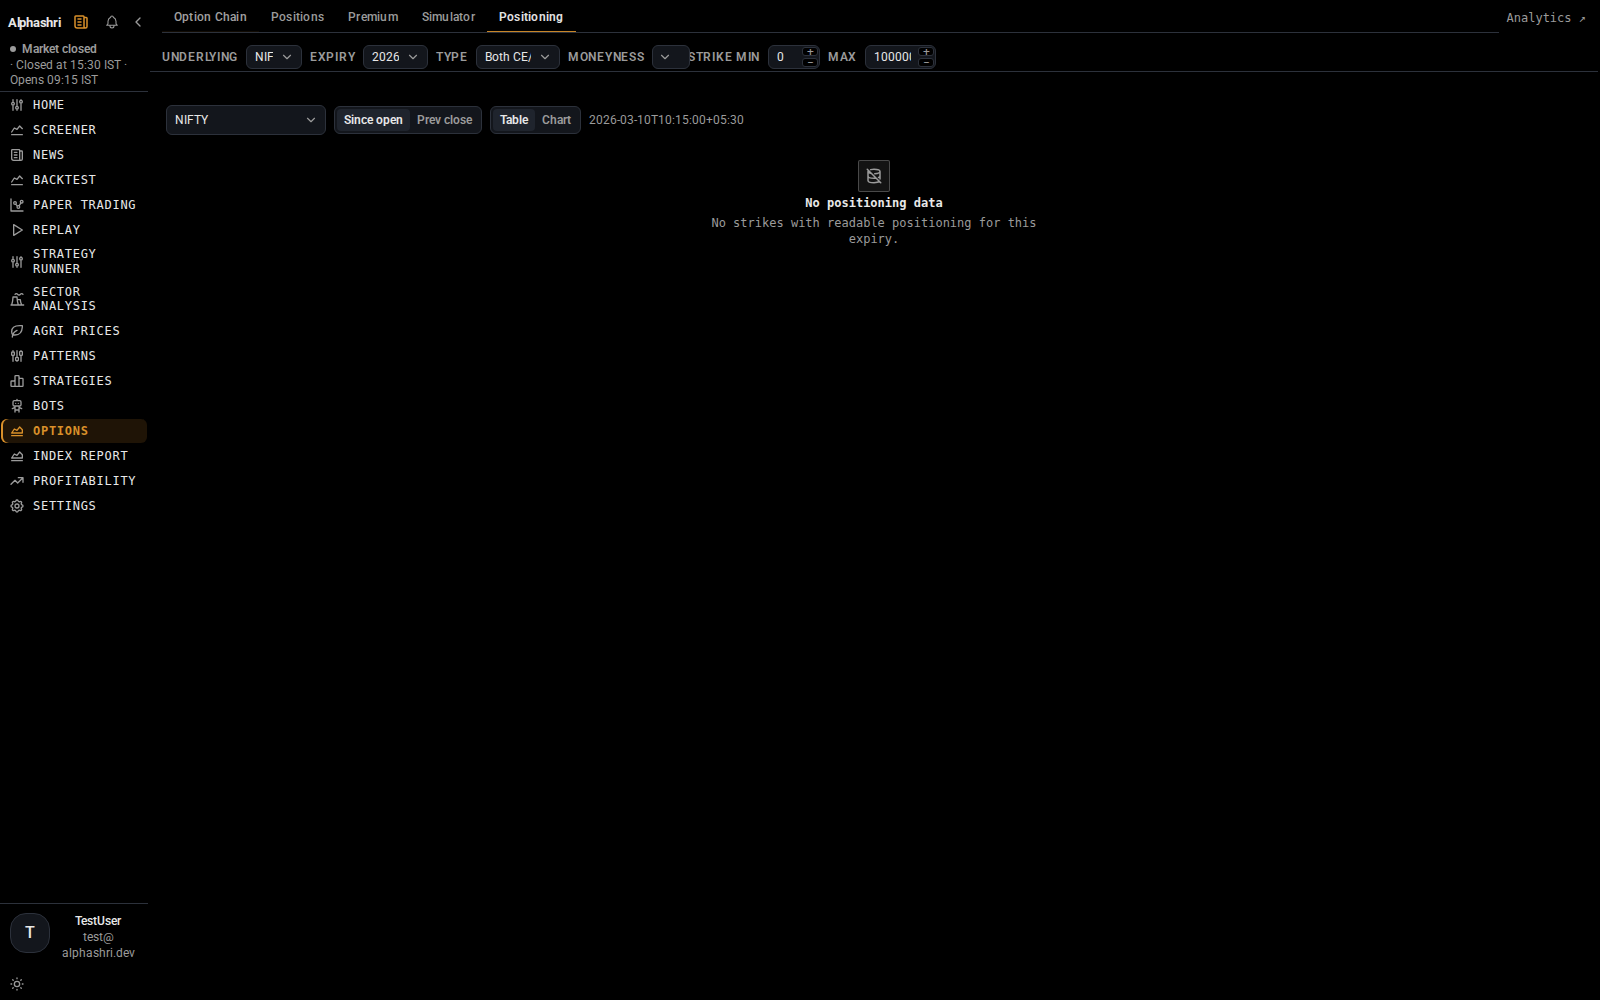 Alphashri
Market closed
· Closed at 15:30 IST ·
Opens 09:15 IST
HOME
SCREENER
NEWS
BACKTEST
PAPER TRADING
REPLAY
STRATEGY
RUNNER
SECTOR
ANALYSIS
AGRI PRICES
PATTERNS
STRATEGIES
BOTS
OPTIONS
INDEX REPORT
PROFITABILITY
SETTINGS
T
TestUser
test@
alphashri.dev
Option Chain Positions Premium Simulator Positioning Analytics ↗
UNDERLYING NIF EXPIRY 2026 TYPE Both CE/ MONEYNESS STRIKE MIN 0 MAX 10000
NIFTY Since open Prev close Table Chart 2026-03-10T10:15:00+05:30
No positioning data
No strikes with readable positioning for this
expiry.